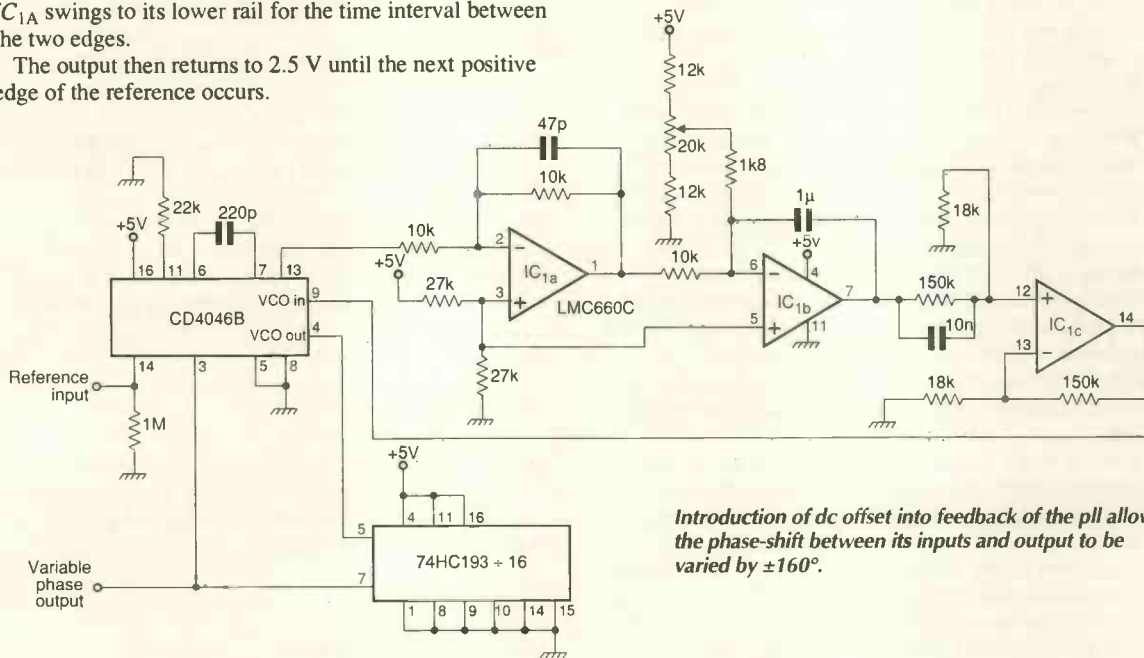 IC1A swings to its lower rail for the time interval between
the two edges.
The output then returns to 2.5 V until the next positive
edge of the reference occurs.
+5V
12k
20k
12k
1k8
47p
10k
10k
2
3
1
IC1a
LMC660C
+5V
27k
27k
10k
1µ
+5v
4
6
5
7
IC1b
11
150k
10n
18k
12
13
14
IC1c
18k
150k
22k
220p
+5V
16
11
6
7
13
VCO in
9
CD4046B
VCO out
4
14
3
5
8
Reference
input
1M
+5V
4
11
16
5
74HC193 ÷ 16
7
1
8
9
10
14
15
Variable
phase
output
Introduction of dc offset into feedback of the pll allow
the phase-shift between its inputs and output to be
varied by ±160°.